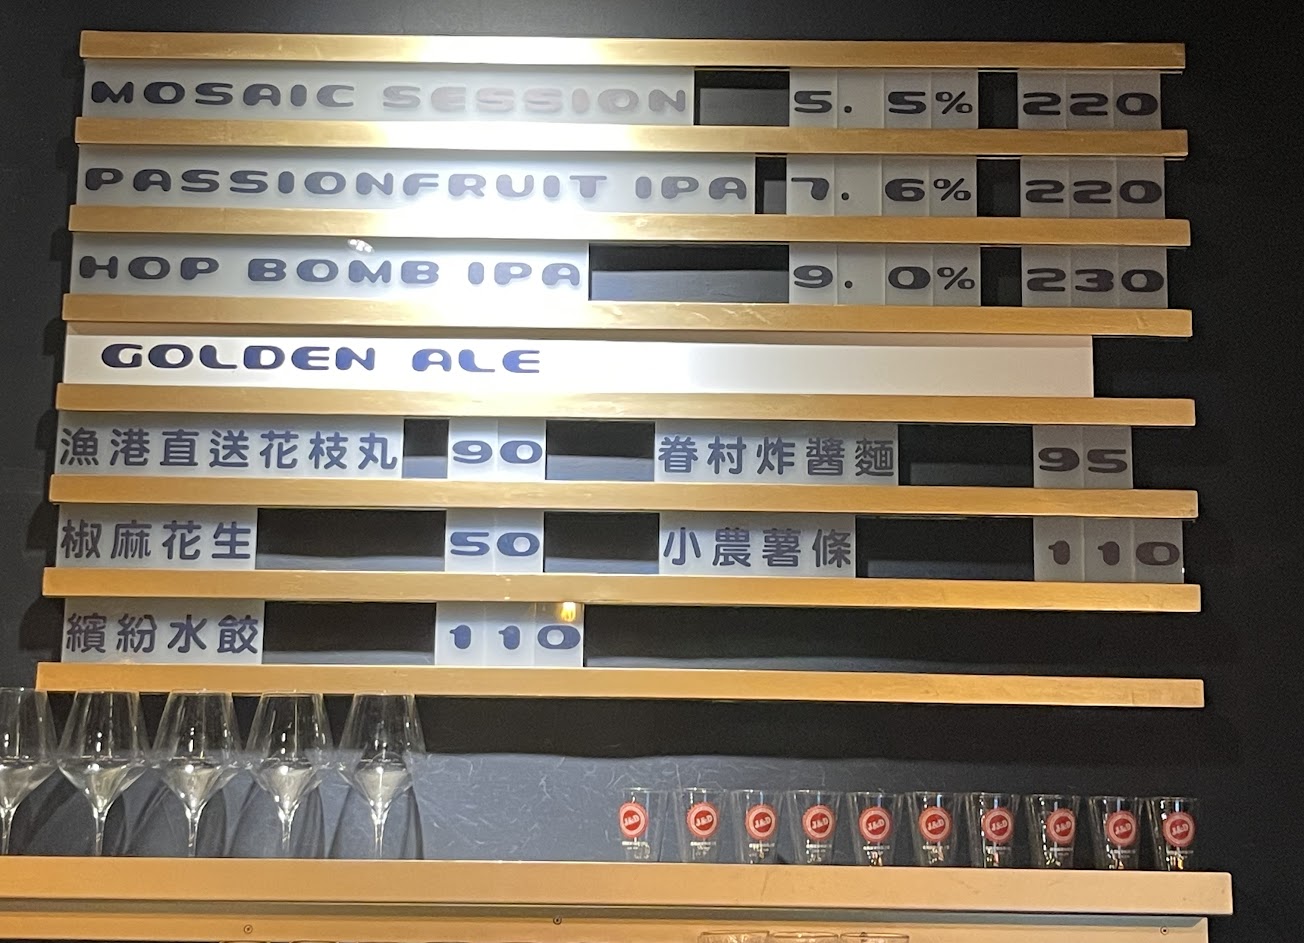 MOSAIC SESSION 5.5% 220
PASSIONFRUIT IPA 7.6% 220
HOP BOMB IPA 9.0% 230
GOLDEN ALE
漁港直送花枝丸 90 眷村炸醬麵 95
椒麻花生 50 小農薯條 110
繽紛水餃 110
J&D J&D J&D J&D J&D J&D J&D J&D J&D J&D